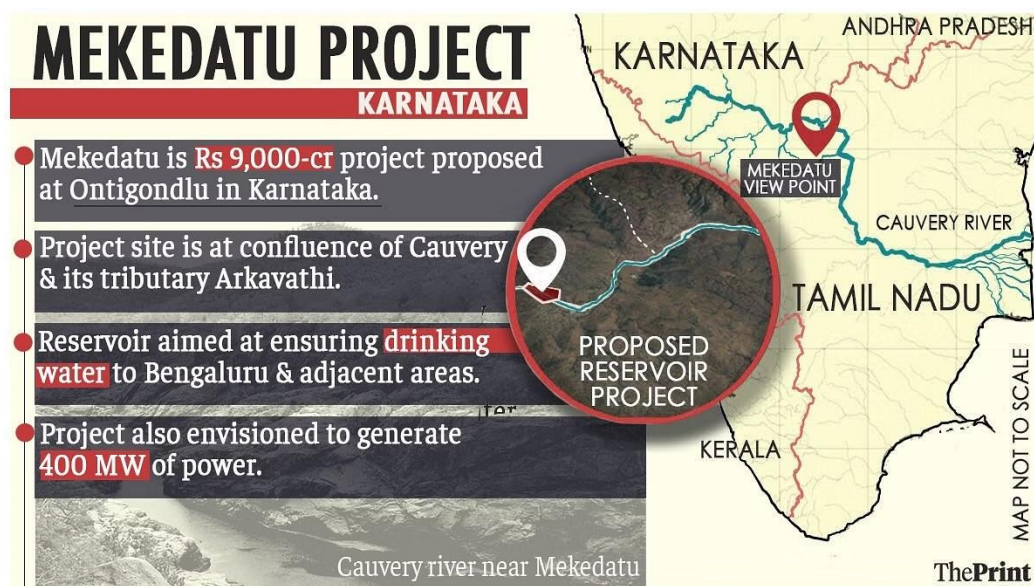 MEKEDATU PROJECT
KARNATAKA
Mekedatu is Rs 9,000-cr project proposed
at Ontigondlu in Karnataka.
Project site is at confluence of Cauvery
& its tributary Arkavathi.
Reservoir aimed at ensuring drinking
water to Bengaluru & adjacent areas.
Project also envisioned to generate
400 MW of power.
Cauvery river near Mekedatu
PROPOSED
RESERVOIR
PROJECT
ANDHRA PRADESH
KARNATAKA
MEKEDATU
VIEW POINT
CAUVERY RIVER
TAMIL NADU
KERALA
MAP NOT TO SCALE
ThePrint